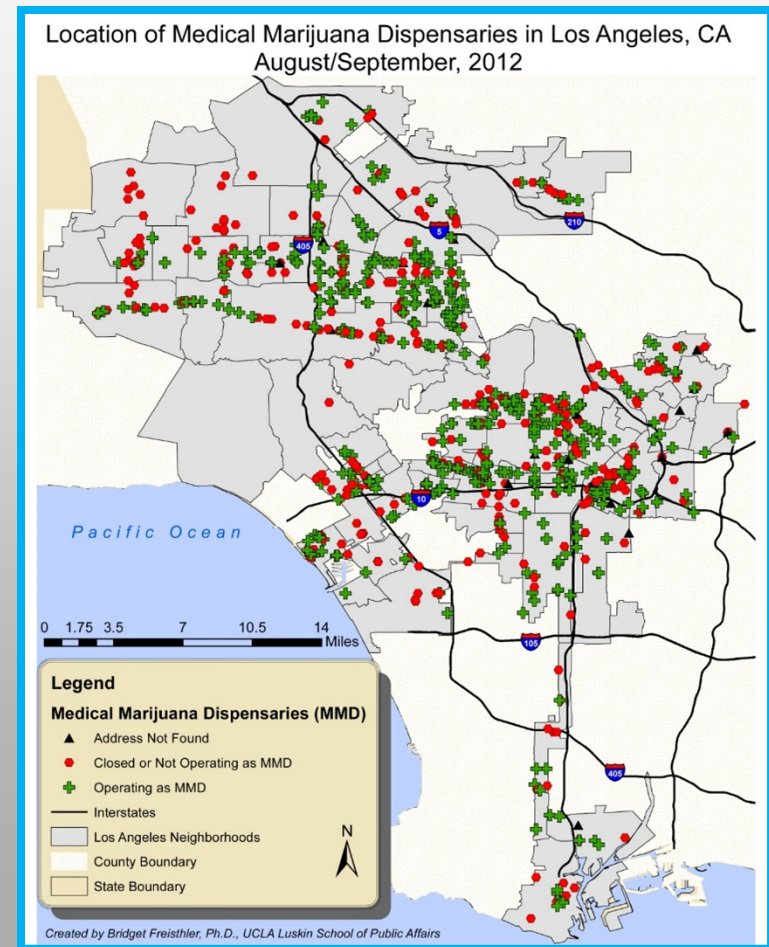 Location of Medical Marijuana Dispensaries in Los Angeles, CA
August/September, 2012
210
5
405
10
Pacific Ocean
0 1.75 3.5 7 10.5 14
Miles
105
405
Legend
Medical Marijuana Dispensaries (MMD)
Address Not Found
Closed or Not Operating as MMD
Operating as MMD
Interstates
Los Angeles Neighborhoods
County Boundary
State Boundary
N
Created by Bridget Freisthler, Ph.D., UCLA Luskin School of Public Affairs